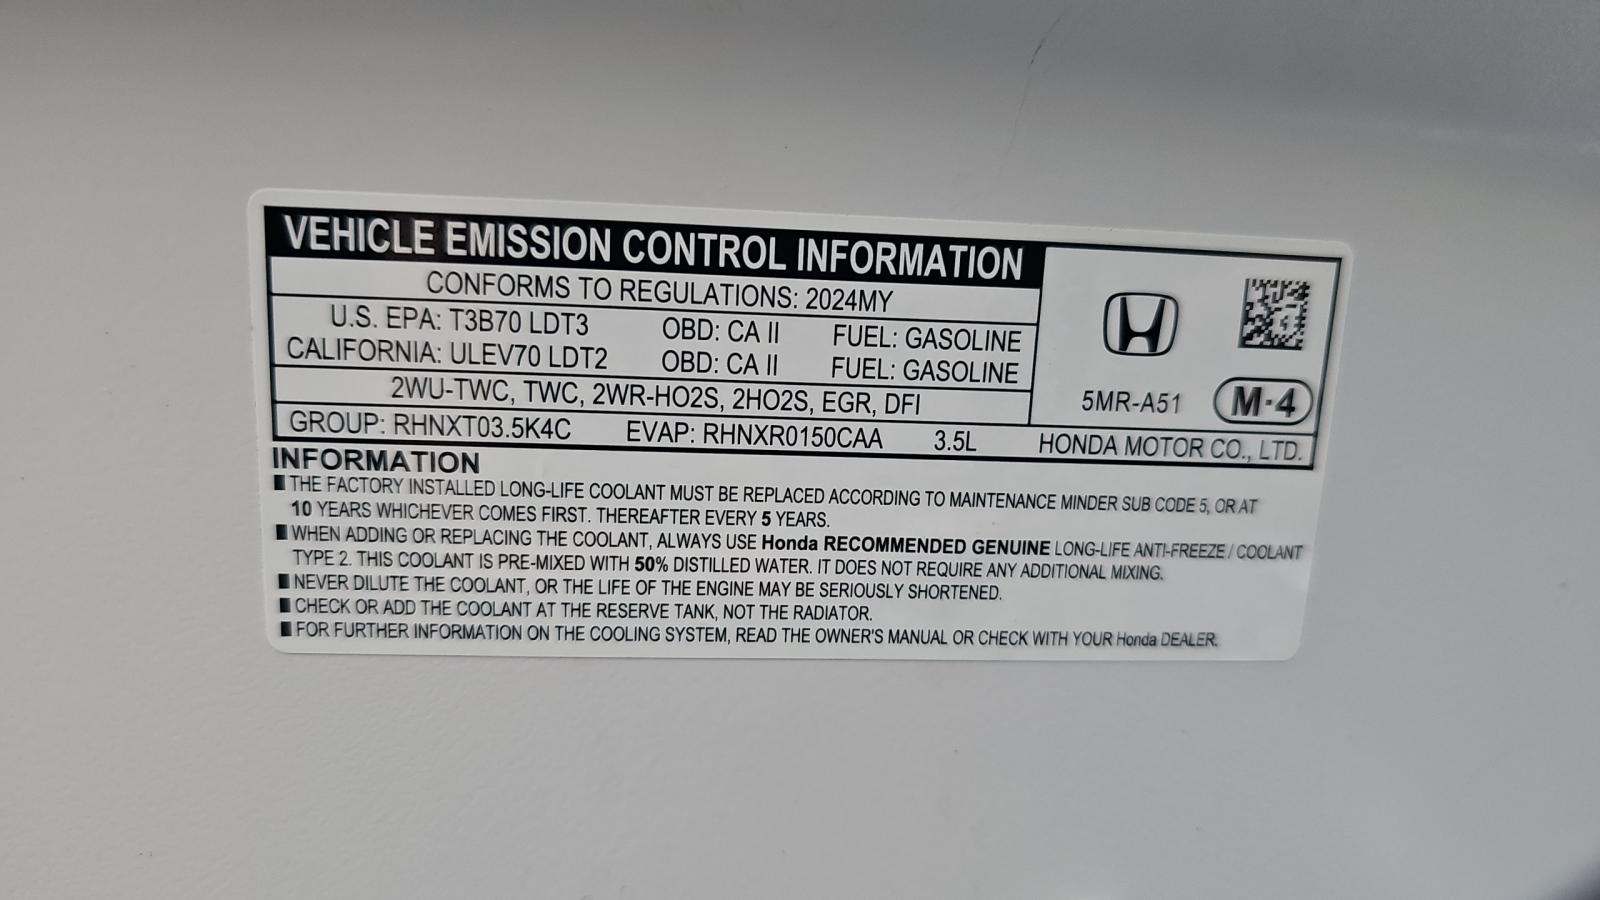 VEHICLE EMISSION CONTROL INFORMATION
CONFORMS TO REGULATIONS: 2024MY
U.S. EPA: T3B70 LDT3 OBD: CA II FUEL: GASOLINE
CALIFORNIA: ULEV70 LDT2 OBD: CA II FUEL: GASOLINE
2WU-TWC, TWC, 2WR-HO2S, 2HO2S, EGR, DFI
5MR-A51 M-4
GROUP: RHNXT03.5K4C EVAP: RHNXR0150CAA 3.5L HONDA MOTOR CO., LTD.
INFORMATION
THE FACTORY INSTALLED LONG-LIFE COOLANT MUST BE REPLACED ACCORDING TO MAINTENANCE MINDER SUB CODE 5, OR AT
10 YEARS WHICHEVER COMES FIRST. THEREAFTER EVERY 5 YEARS.
WHEN ADDING OR REPLACING THE COOLANT, ALWAYS USE Honda RECOMMENDED GENUINE LONG-LIFE ANTI-FREEZE / COOLANT
TYPE 2. THIS COOLANT IS PRE-MIXED WITH 50% DISTILLED WATER. IT DOES NOT REQUIRE ANY ADDITIONAL MIXING.
NEVER DILUTE THE COOLANT, OR THE LIFE OF THE ENGINE MAY BE SERIOUSLY SHORTENED.
CHECK OR ADD THE COOLANT AT THE RESERVE TANK, NOT THE RADIATOR.
FOR FURTHER INFORMATION ON THE COOLING SYSTEM, READ THE OWNER'S MANUAL OR CHECK WITH YOUR Honda DEALER.